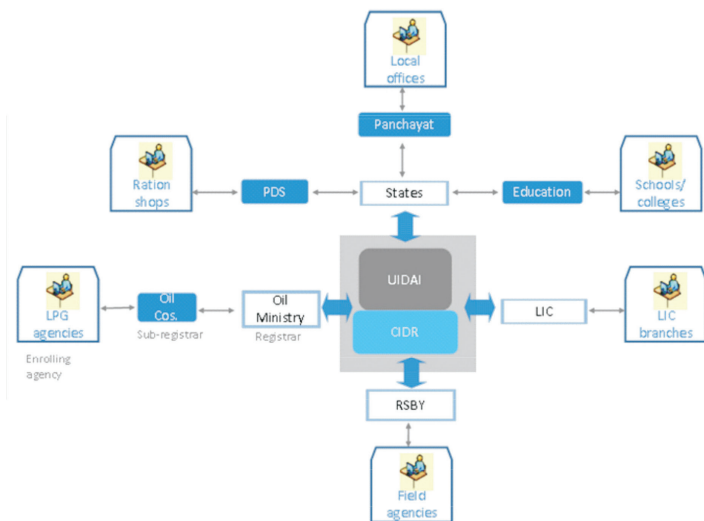 Local
offices
Panchayat
Ration
shops
PDS
States
Education
Schools/
colleges
UIDAI
LPG
agencies
Oil
Cos.
Oil
Ministry
CIDR
LIC
LIC
branches
Enrolling
agency
Sub-registrar
Registrar
RSBY
Field
agencies